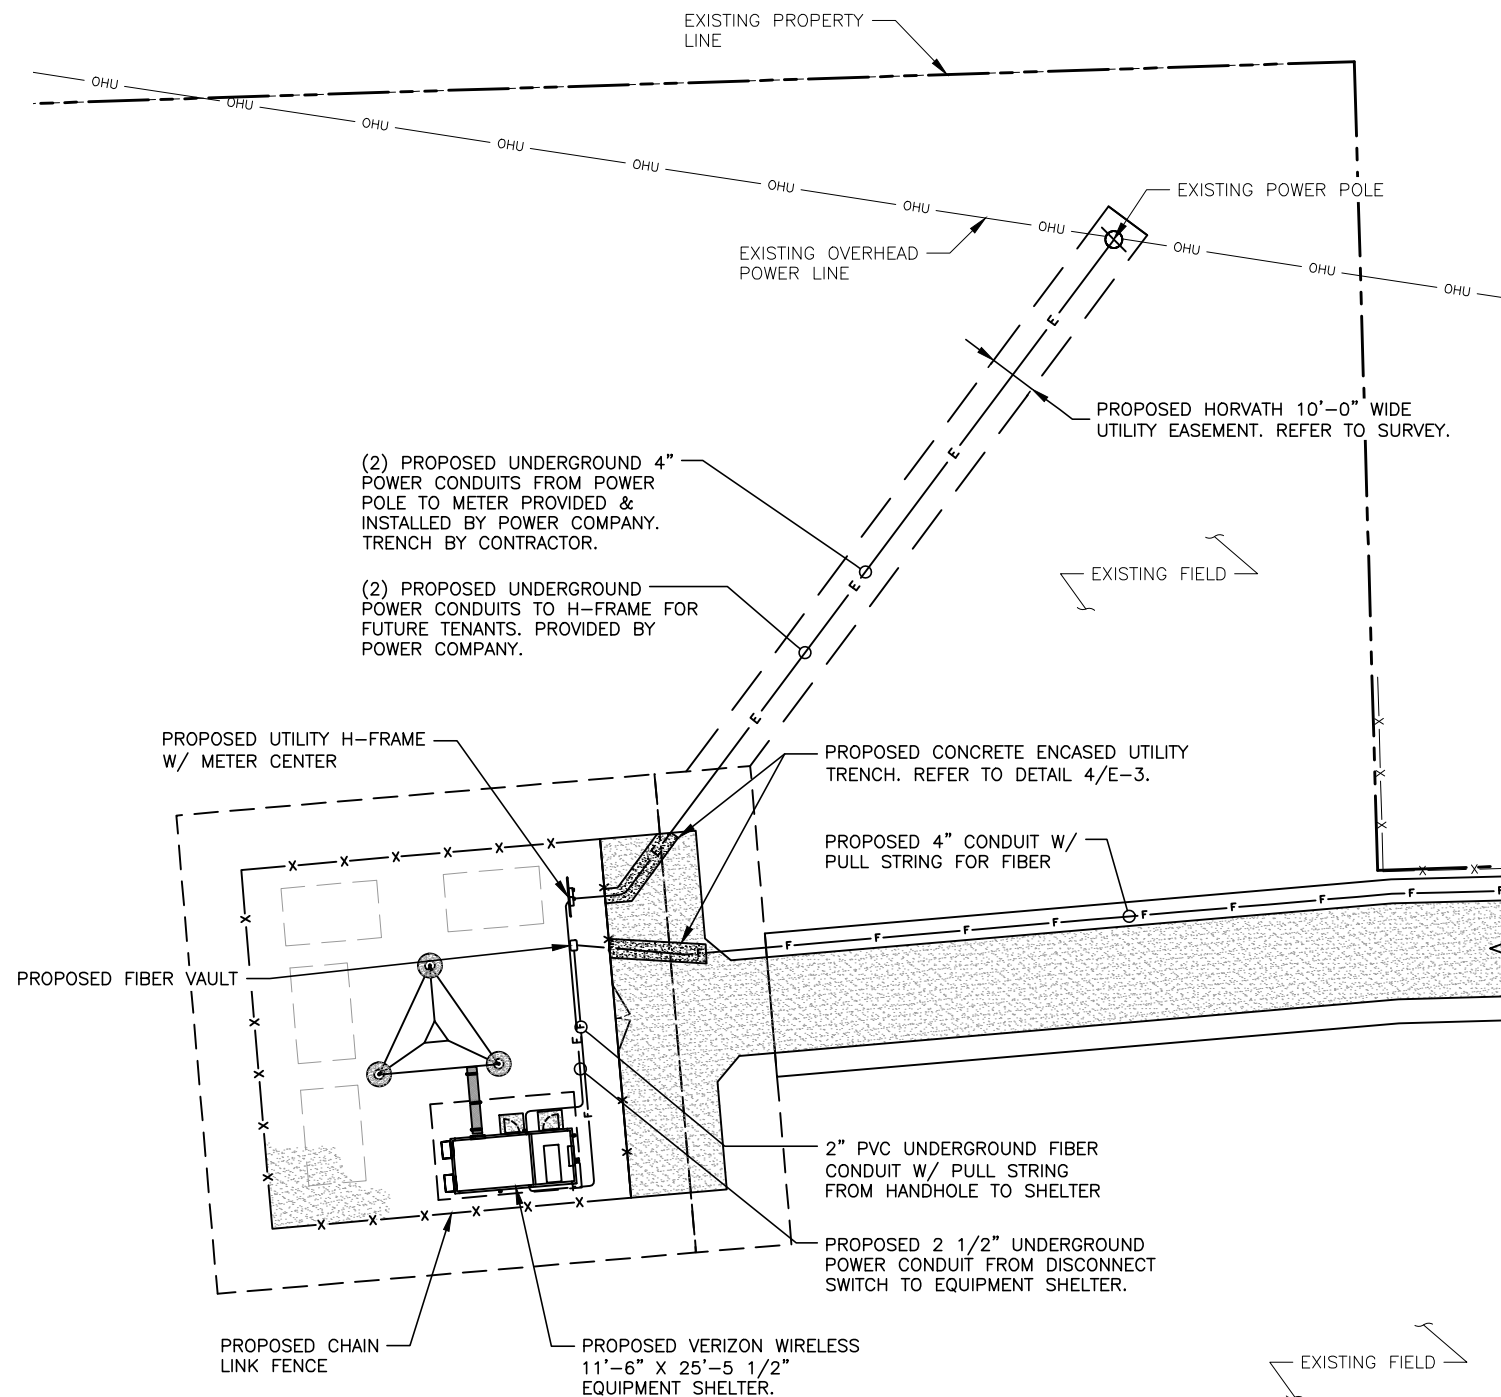 EXISTING PROPERTY
LINE
OHU
OHU
OHU
OHU
OHU
OHU
OHU
OHU
OHU
OHU
OHU
EXISTING POWER POLE
EXISTING OVERHEAD
POWER LINE
E
PROPOSED HORVATH 10'-0" WIDE
UTILITY EASEMENT. REFER TO SURVEY.
E
(2) PROPOSED UNDERGROUND 4"
POWER CONDUITS FROM POWER
POLE TO METER PROVIDED &
INSTALLED BY POWER COMPANY.
TRENCH BY CONTRACTOR.
EXISTING FIELD
E
(2) PROPOSED UNDERGROUND
POWER CONDUITS TO H-FRAME FOR
FUTURE TENANTS. PROVIDED BY
POWER COMPANY.
E
PROPOSED UTILITY H-FRAME
W/ METER CENTER
PROPOSED CONCRETE ENCASED UTILITY
TRENCH. REFER TO DETAIL 4/E-3.
E
PROPOSED 4" CONDUIT W/
PULL STRING FOR FIBER
F F F F F F F F F F
PROPOSED FIBER VAULT
F
E
F
2" PVC UNDERGROUND FIBER
CONDUIT W/ PULL STRING
FROM HANDHOLE TO SHELTER
PROPOSED 2 1/2" UNDERGROUND
POWER CONDUIT FROM DISCONNECT
SWITCH TO EQUIPMENT SHELTER.
PROPOSED CHAIN
LINK FENCE
PROPOSED VERIZON WIRELESS
11'-6" X 25'-5 1/2"
EQUIPMENT SHELTER.
EXISTING FIELD